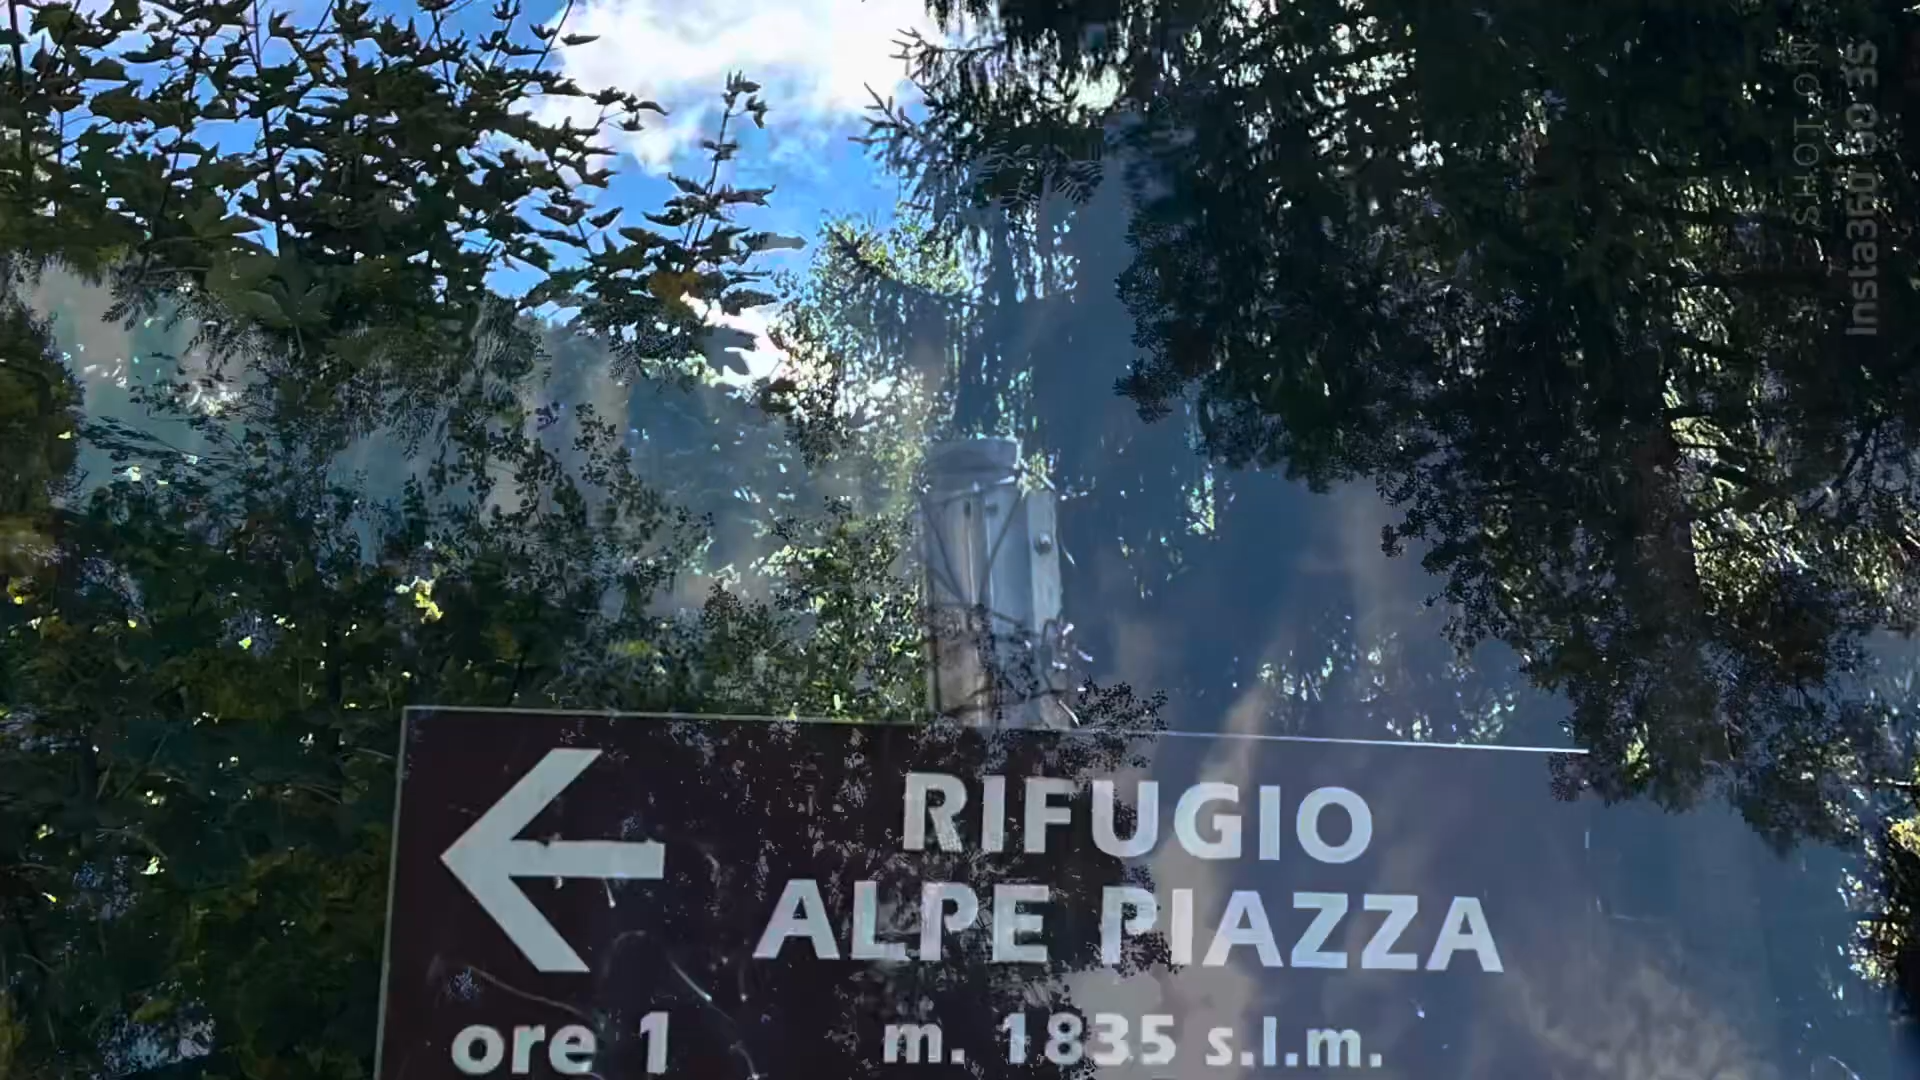 RIFUGIO
ALPE PIAZZA
ore 1 m. 1835 s.l.m.
SHOT ON
Insta360 GO 3S